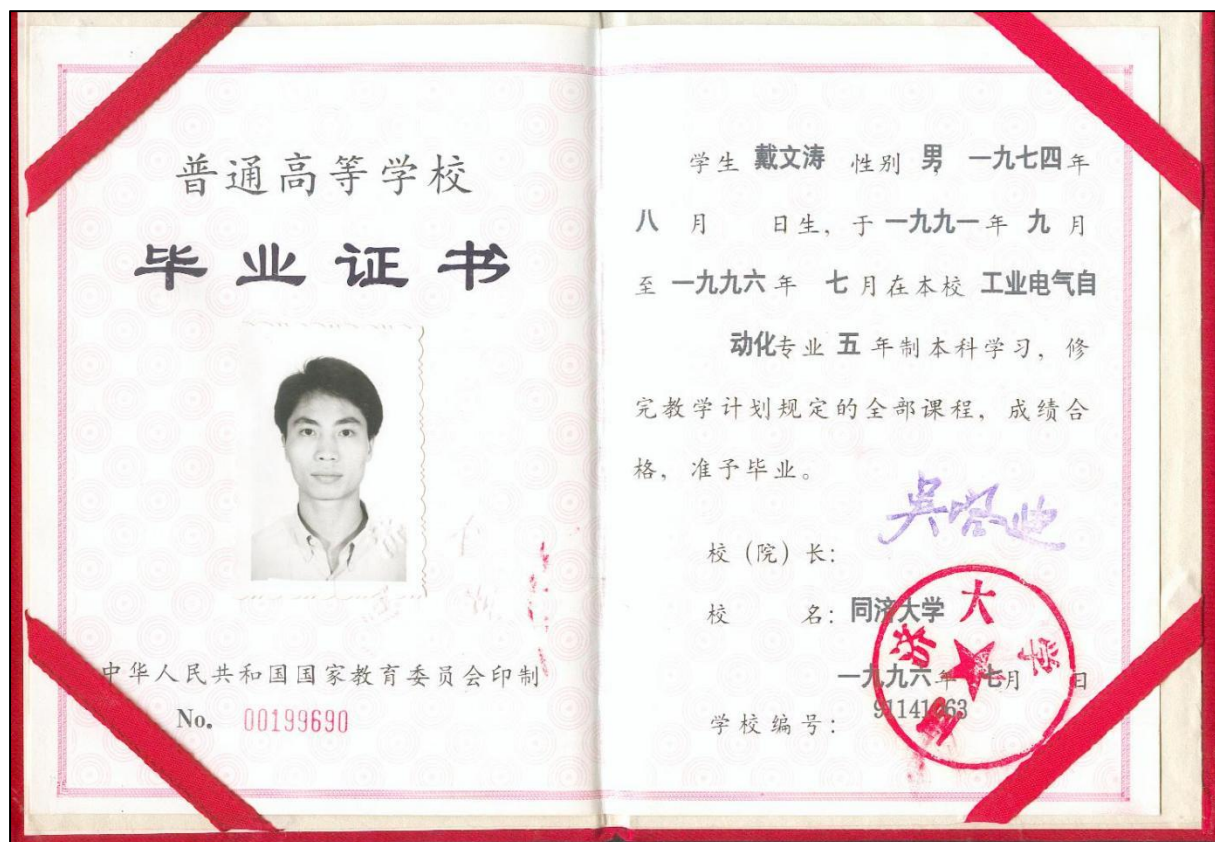 普通高等学校
毕业证书
中华人民共和国国家教育委员会印制
No. 00199690
学生 戴文涛 性别 男 一九七四年
八 月 日生, 于 一九九一年 九 月
至 一九九六年 七月在本校 工业电气自
动化专业 五 年制本科学习, 修
完教学计划规定的全部课程, 成绩合
格, 准予毕业。
吴启迪
校(院)长:
校 名: 同济大学
同济大学
一九九六年 七月 日
学校编号: